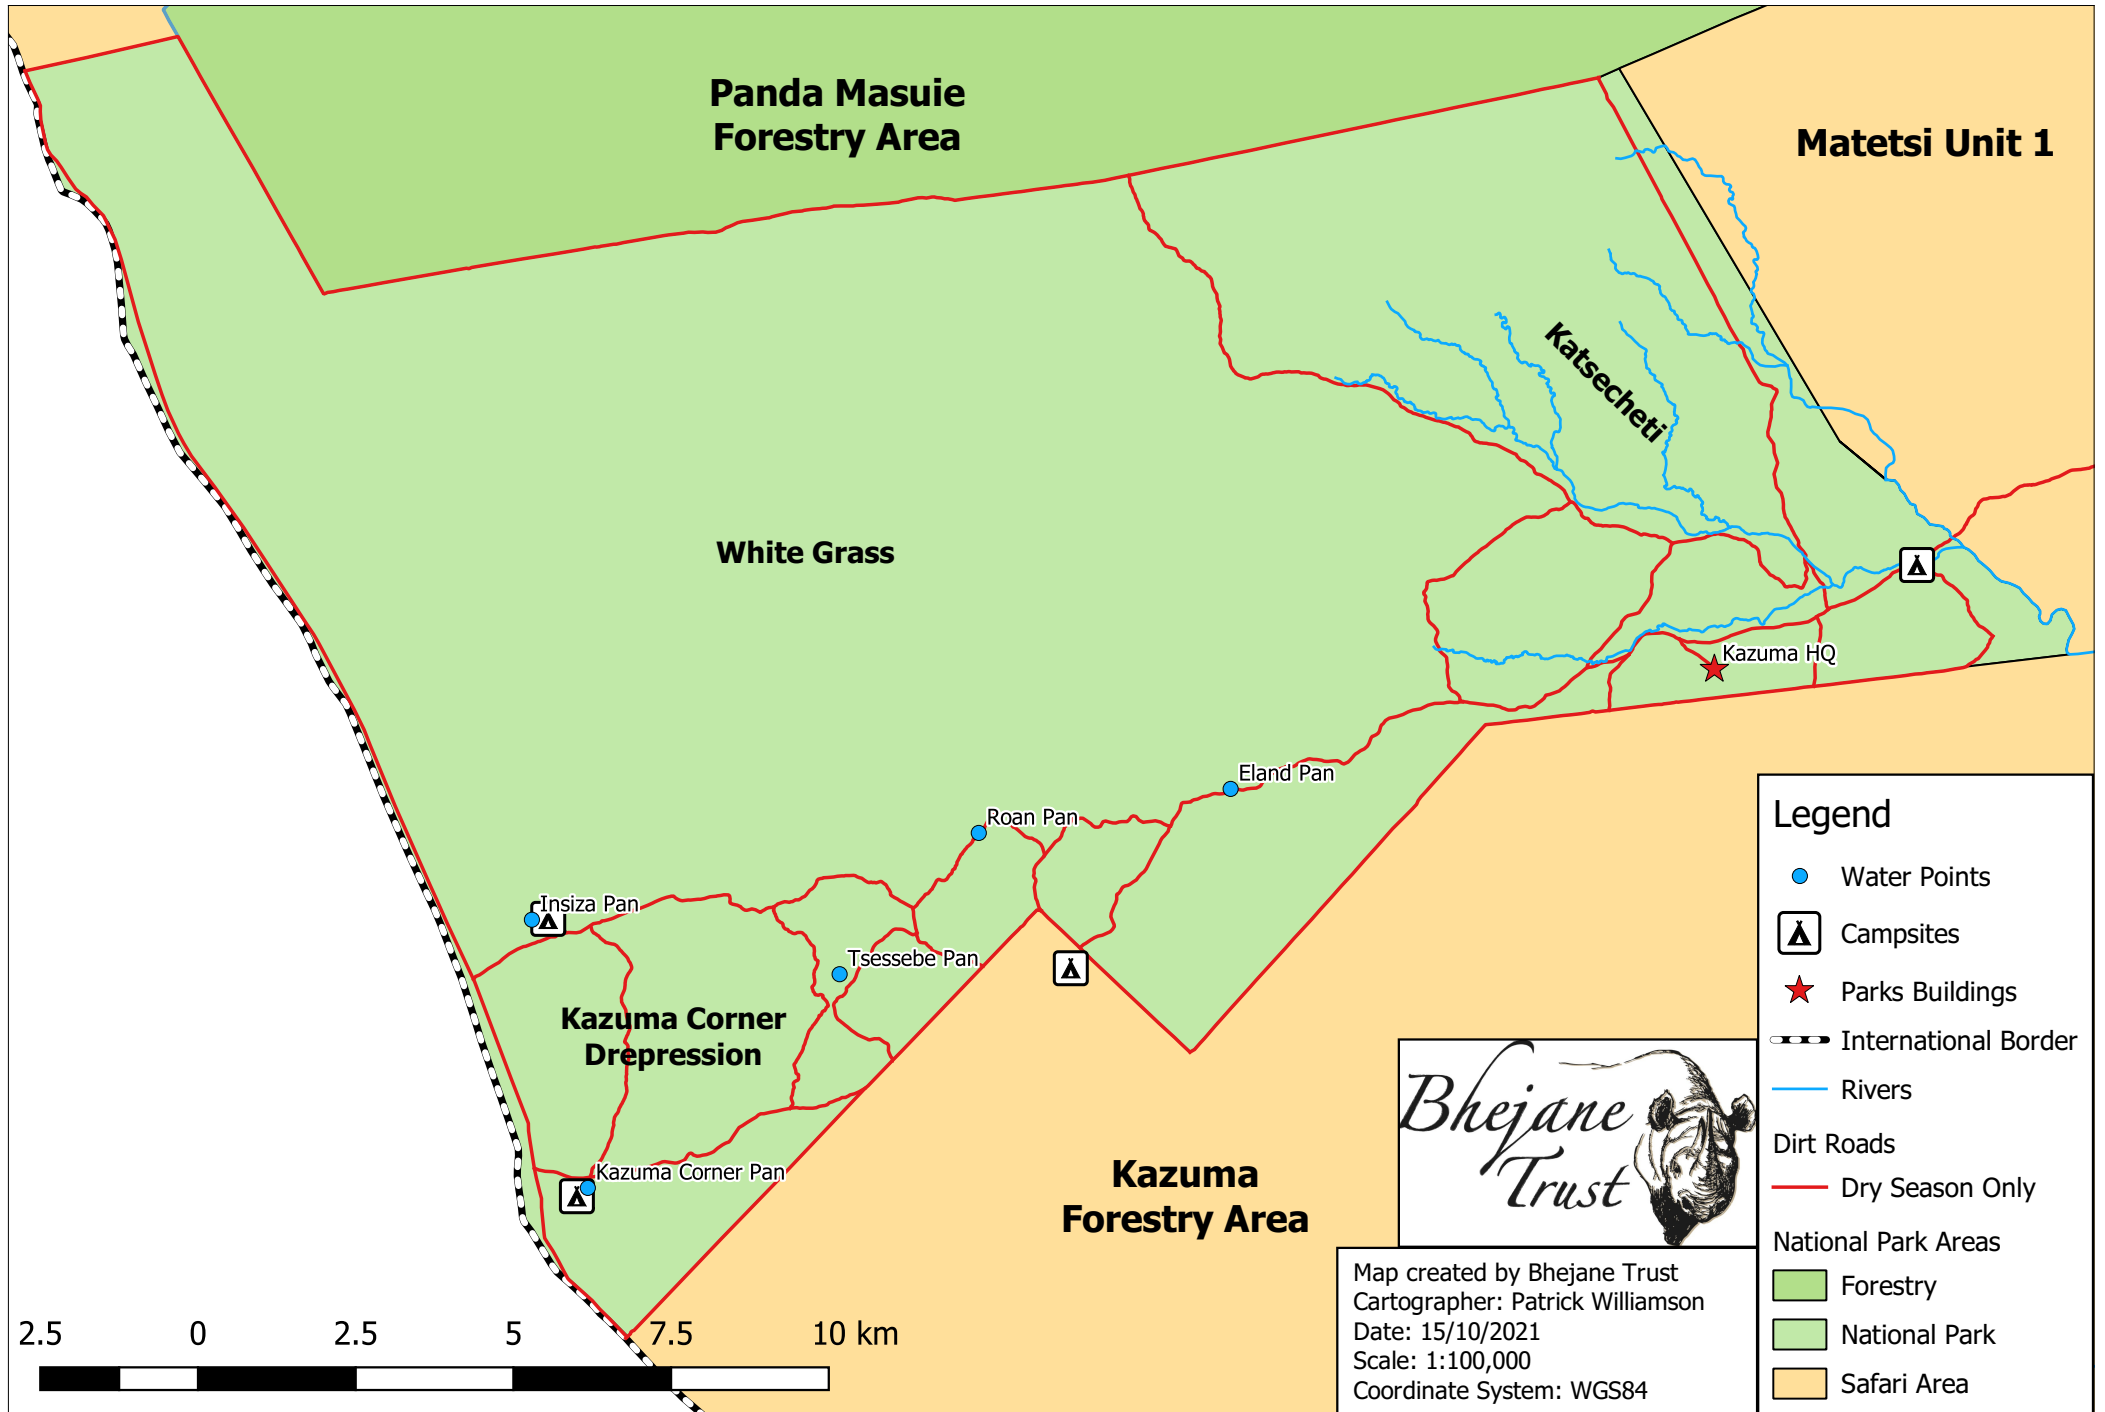 Panda Masuie
Forestry Area
Matetsi Unit 1
Katsecheti
White Grass
Kazuma HQ
Eland Pan
Roan Pan
Insiza Pan
Tsessebe Pan
Kazuma Corner
Drepression
Kazuma Corner Pan
Kazuma
Forestry Area
Legend
Water Points
Campsites
Parks Buildings
International Border
Rivers
Dirt Roads
Dry Season Only
National Park Areas
Forestry
National Park
Safari Area
Bhejane
Trust
Map created by Bhejane Trust
Cartographer: Patrick Williamson
Date: 15/10/2021
Scale: 1:100,000
Coordinate System: WGS84
2.5 0 2.5 5 7.5 10 km